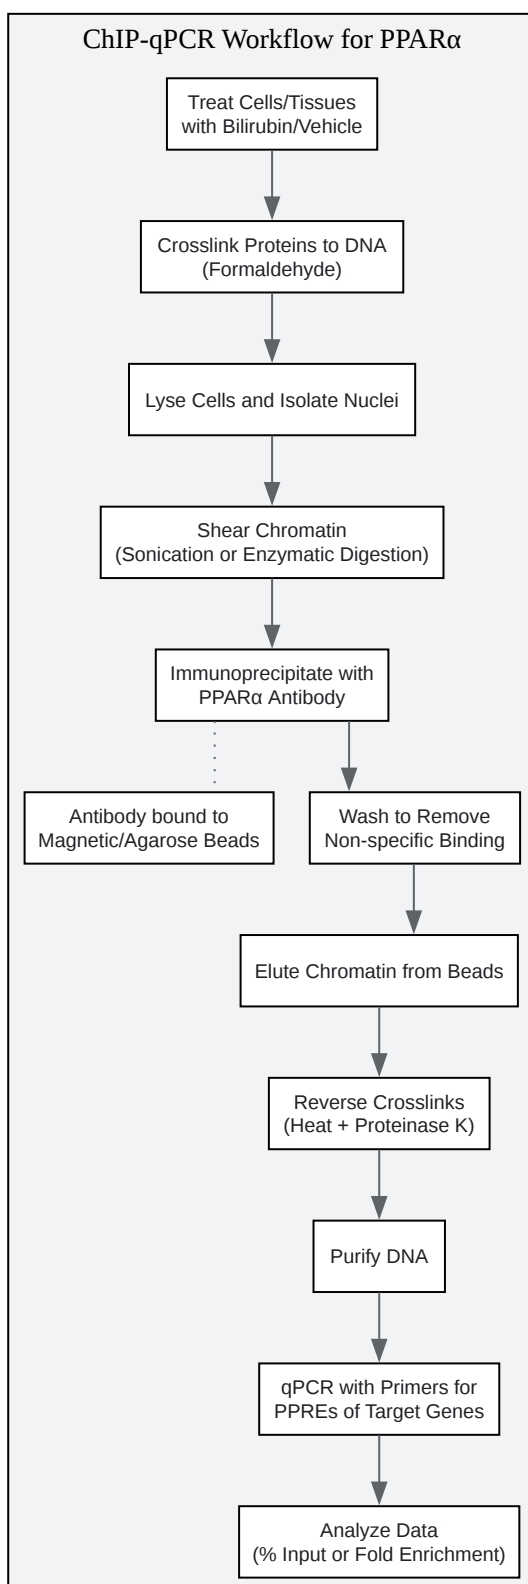 ChIP-qPCR Workflow for PPARα
Treat Cells/Tissues
with Bilirubin/Vehicle
Crosslink Proteins to DNA
(Formaldehyde)
Lyse Cells and Isolate Nuclei
Shear Chromatin
(Sonication or Enzymatic Digestion)
Immunoprecipitate with
PPARα Antibody
Antibody bound to
Magnetic/Agarose Beads
Wash to Remove
Non-specific Binding
Elute Chromatin from Beads
Reverse Crosslinks
(Heat + Proteinase K)
Purify DNA
qPCR with Primers for
PPREs of Target Genes
Analyze Data
(% Input or Fold Enrichment)